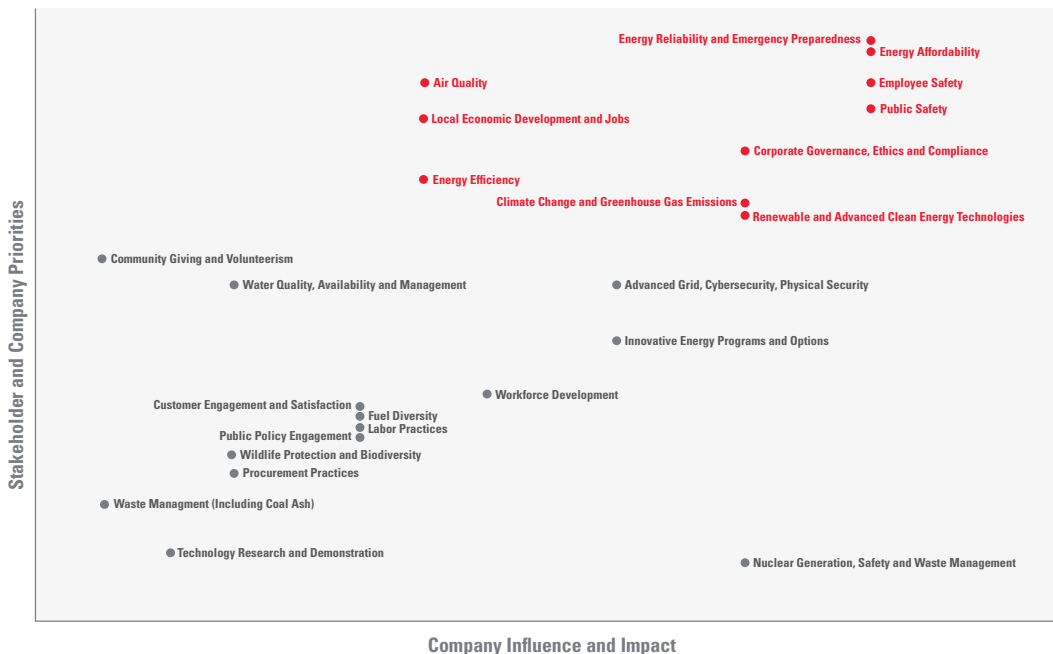 Energy Reliability and Emergency Preparedness
Energy Affordability
Air Quality
Employee Safety
Public Safety
Local Economic Development and Jobs
Corporate Governance, Ethics and Compliance
Energy Efficiency
Climate Change and Greenhouse Gas Emissions
Renewable and Advanced Clean Energy Technologies
Community Giving and Volunteerism
Water Quality, Availability and Management
Advanced Grid, Cybersecurity, Physical Security
Innovative Energy Programs and Options
Workforce Development
Customer Engagement and Satisfaction
Fuel Diversity
Labor Practices
Public Policy Engagement
Wildlife Protection and Biodiversity
Procurement Practices
Waste Managment (Including Coal Ash)
Technology Research and Demonstration
Nuclear Generation, Safety and Waste Management
Stakeholder and Company Priorities
Company Influence and Impact